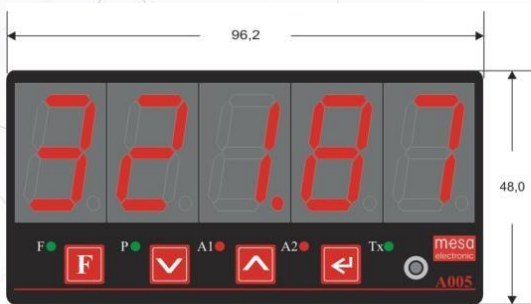 96,2
321.87
48,0
F P A1 A2 Tx
F
mesa
electronic
A005